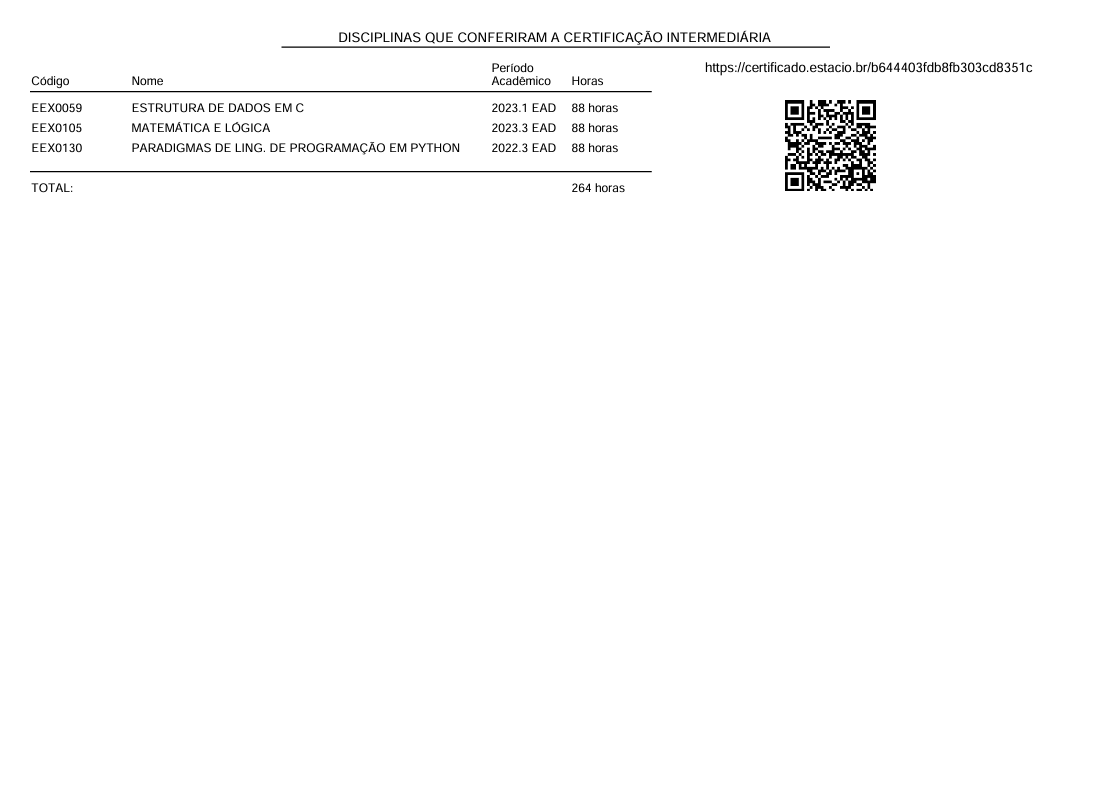 DISCIPLINAS QUE CONFERIRAM A CERTIFICAÇÃO INTERMEDIÁRIA
https://certificado.estacio.br/b644403fdb8fb303cd8351c
Código Nome Período Acadêmico Horas
EEX0059 ESTRUTURA DE DADOS EM C 2023.1 EAD 88 horas
EEX0105 MATEMÁTICA E LÓGICA 2023.3 EAD 88 horas
EEX0130 PARADIGMAS DE LING. DE PROGRAMAÇÃO EM PYTHON 2022.3 EAD 88 horas
TOTAL: 264 horas